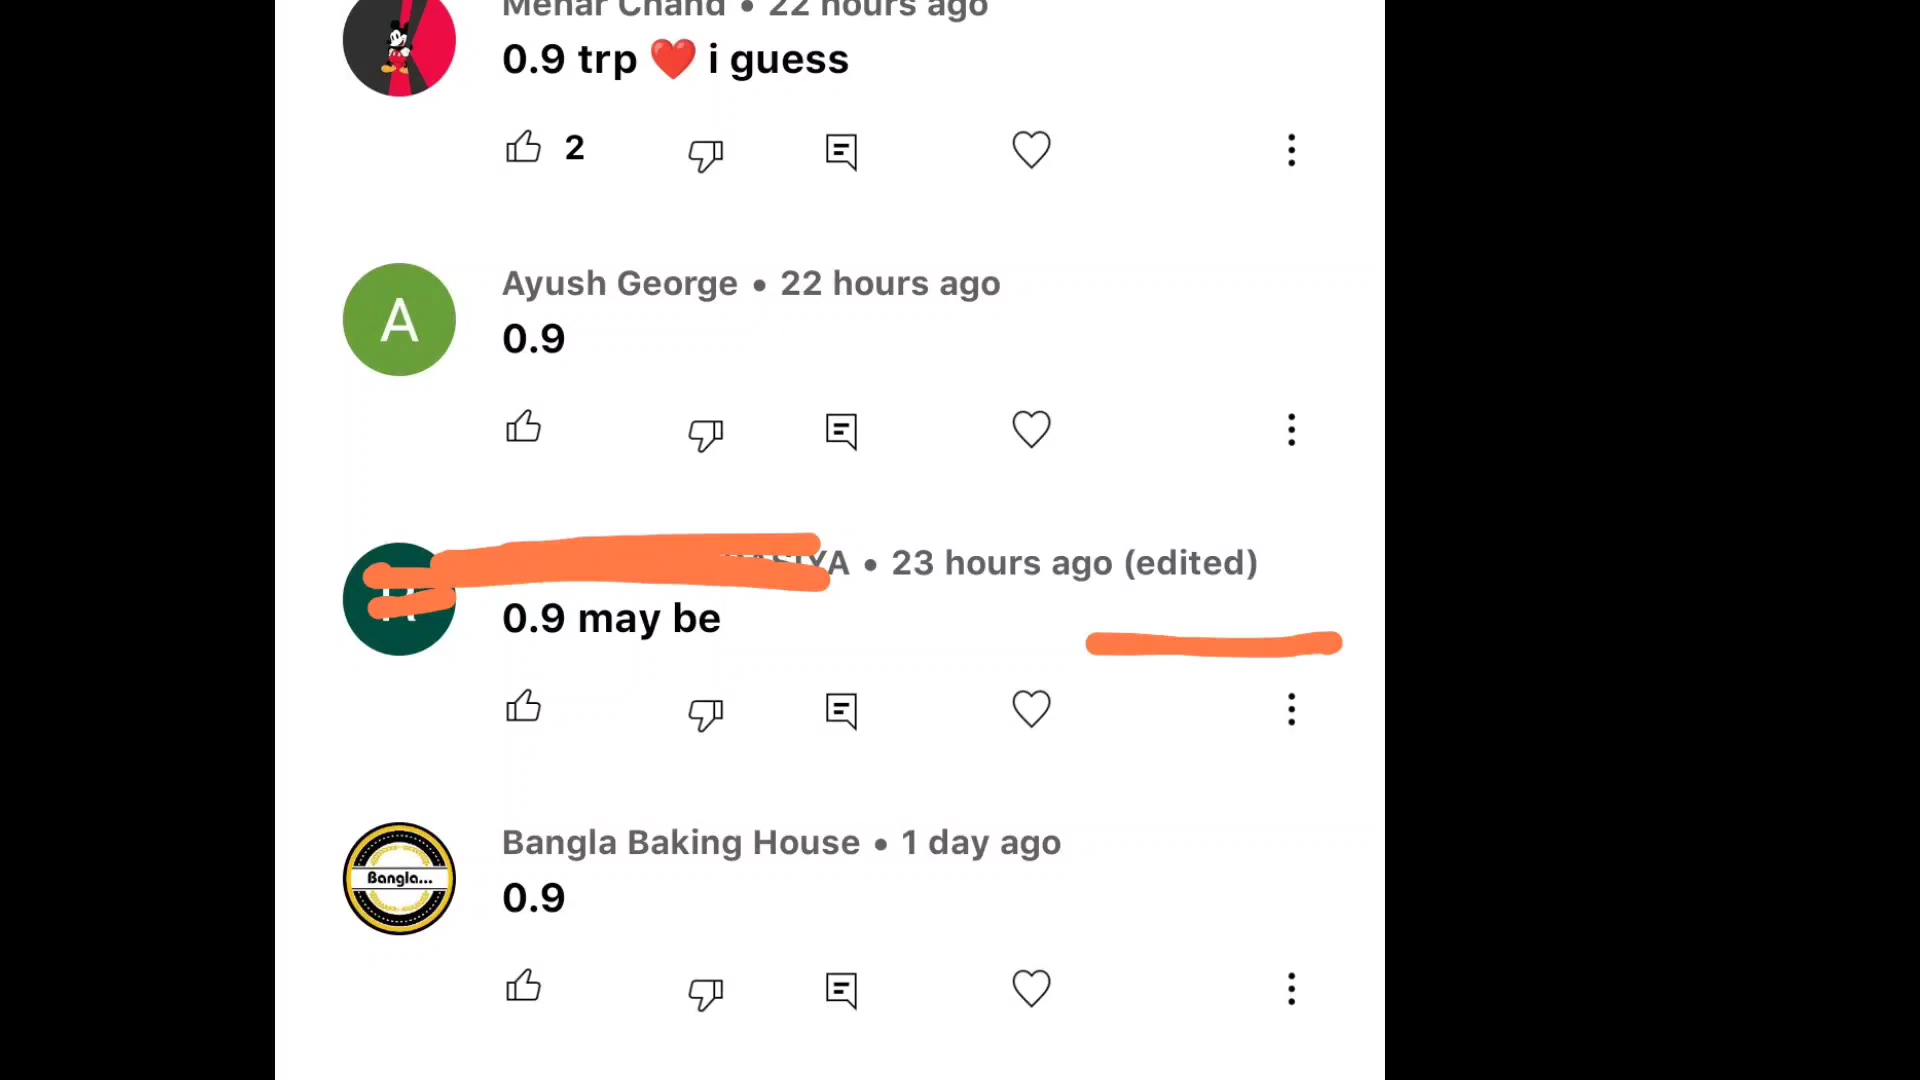 Mehar Chand • 22 hours ago
0.9 trp ❤️ i guess
2
A
Ayush George • 22 hours ago
0.9
• 23 hours ago (edited)
0.9 may be
Bangla...
Bangla Baking House • 1 day ago
0.9